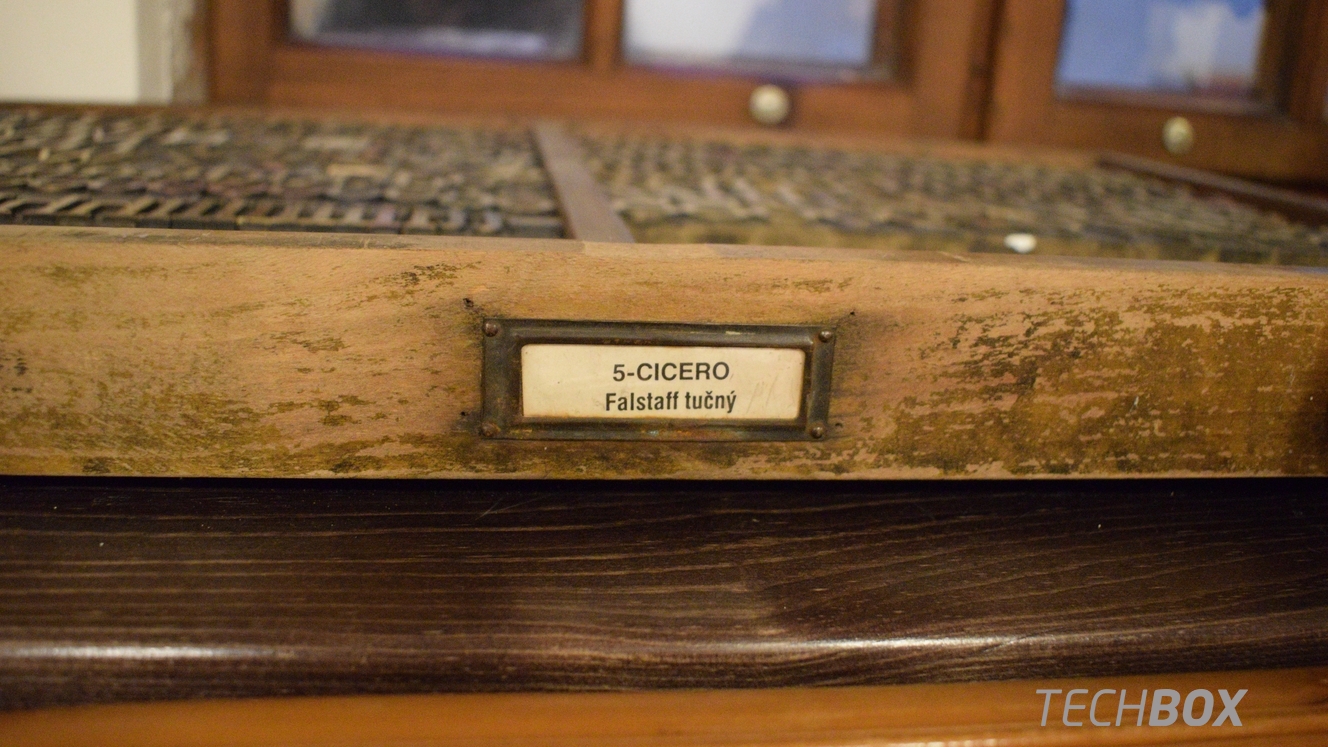 5-CICERO
Falstaff tučný
TECHBOX